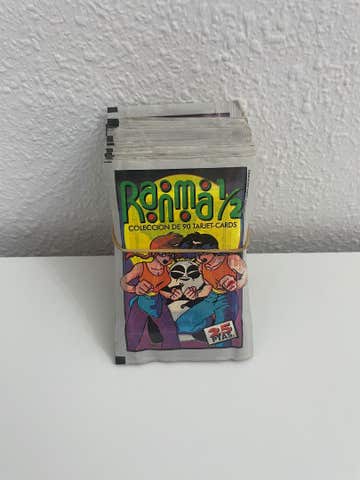 Ranma 1/2
COLECCION DE 90 TARJET-CARDS
25
PTAS.